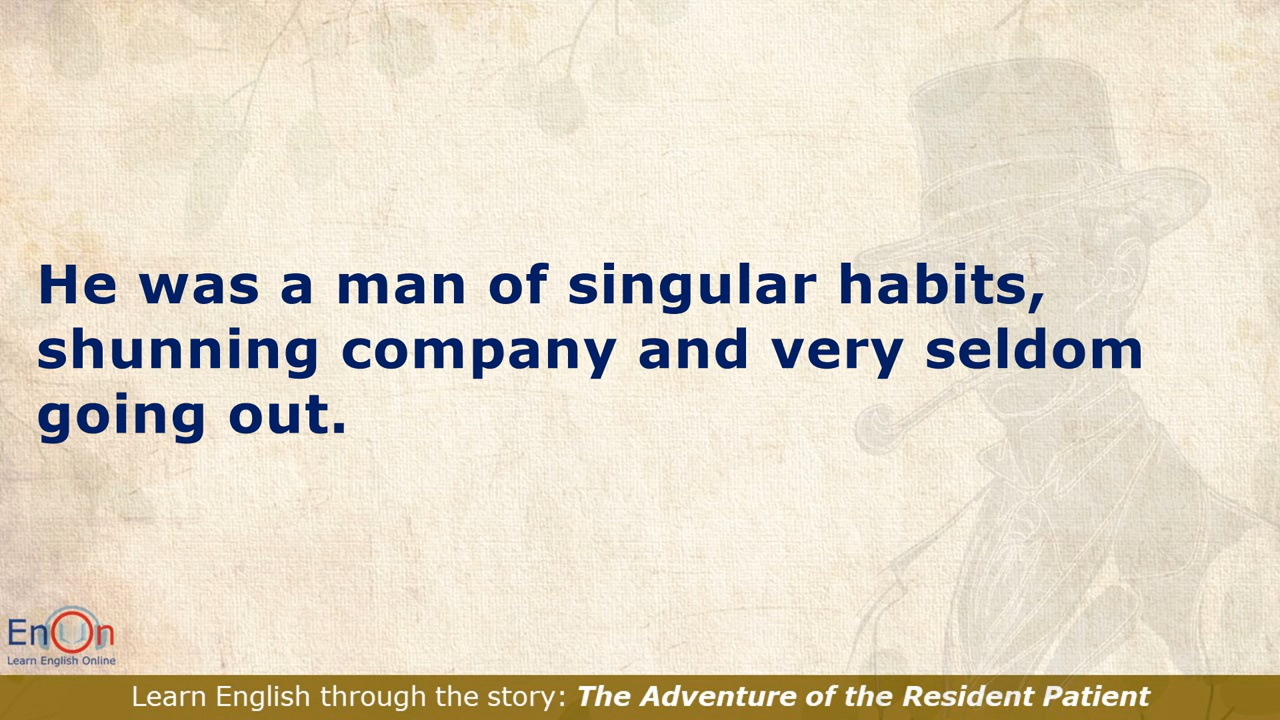 He was a man of singular habits,
shunning company and very seldom
going out.
EnOn
Learn English Online
Learn English through the story: The Adventure of the Resident Patient